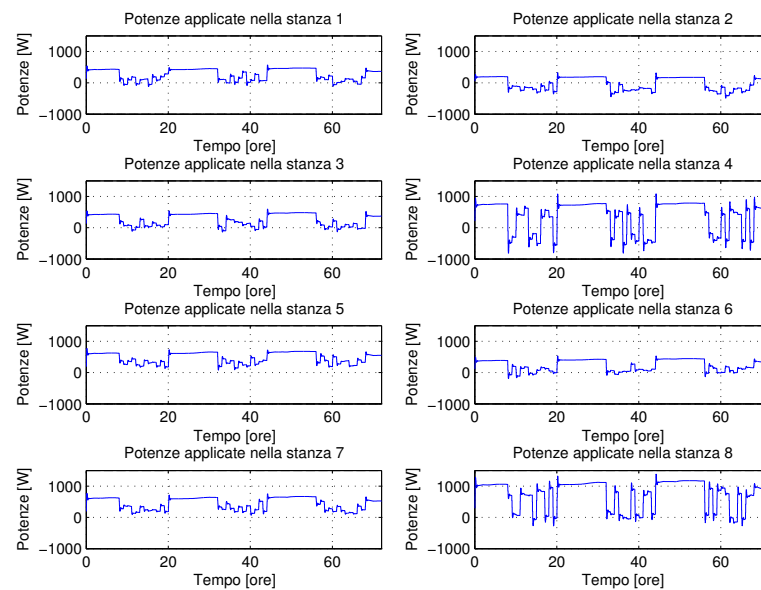 Potenze applicate nella stanza 1
Potenze [W]
1000
0
−1000
0
20
40
60
Tempo [ore]
Potenze applicate nella stanza 2
Potenze [W]
1000
0
−1000
0
20
40
60
Tempo [ore]
Potenze applicate nella stanza 3
Potenze [W]
1000
0
−1000
0
20
40
60
Tempo [ore]
Potenze applicate nella stanza 4
Potenze [W]
1000
0
−1000
0
20
40
60
Tempo [ore]
Potenze applicate nella stanza 5
Potenze [W]
1000
0
−1000
0
20
40
60
Tempo [ore]
Potenze applicate nella stanza 6
Potenze [W]
1000
0
−1000
0
20
40
60
Tempo [ore]
Potenze applicate nella stanza 7
Potenze [W]
1000
0
−1000
0
20
40
60
Tempo [ore]
Potenze applicate nella stanza 8
Potenze [W]
1000
0
−1000
0
20
40
60
Tempo [ore]